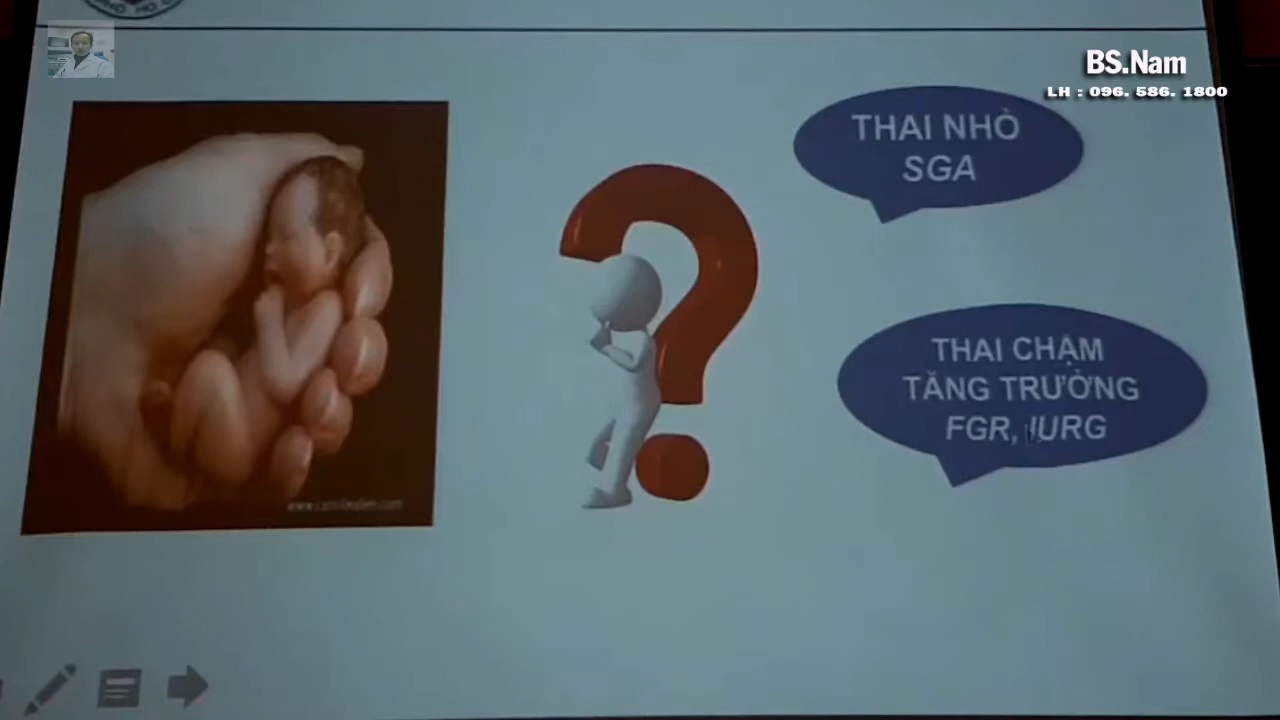 BS.Nam
LH : 096. 586. 1800
THAI NHỎ
SGA
THAI CHẬM
TĂNG TRƯỞNG
FGR, IURG